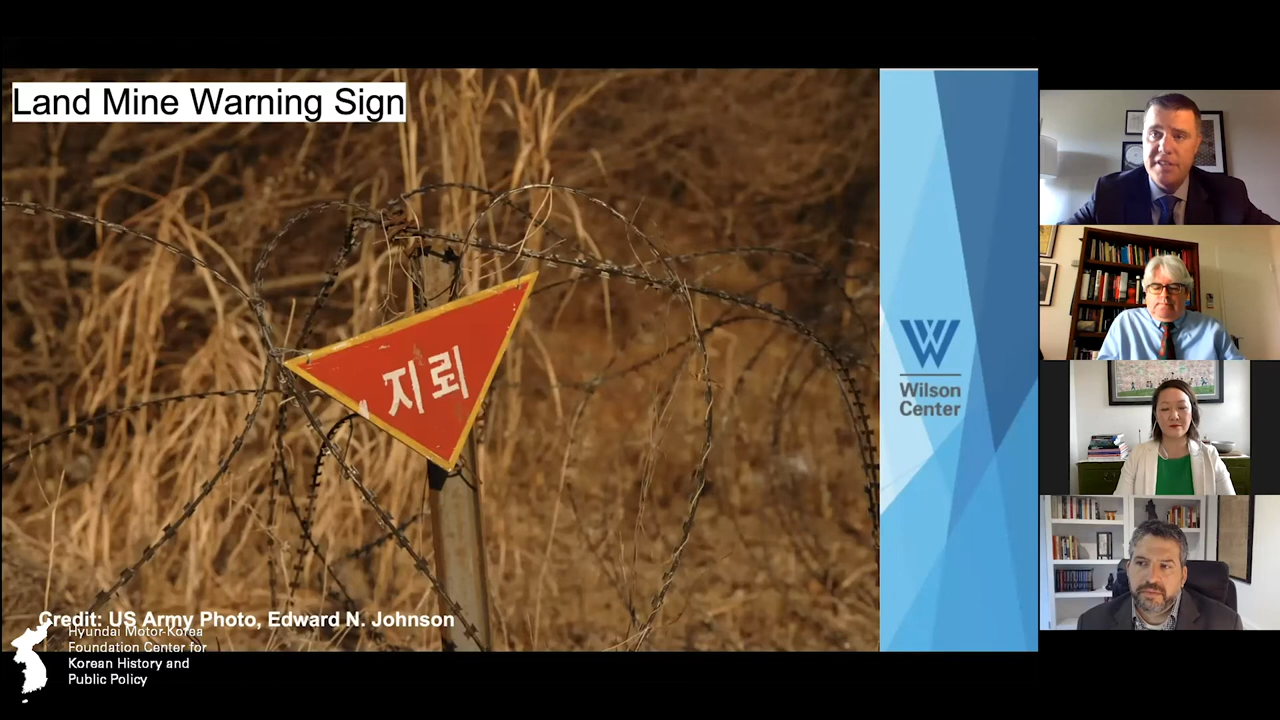 Land Mine Warning Sign
지뢰
Wilson
Center
Credit: US Army Photo, Edward N. Johnson
Hyundai Motor-Korea
Foundation Center for
Korean History and
Public Policy